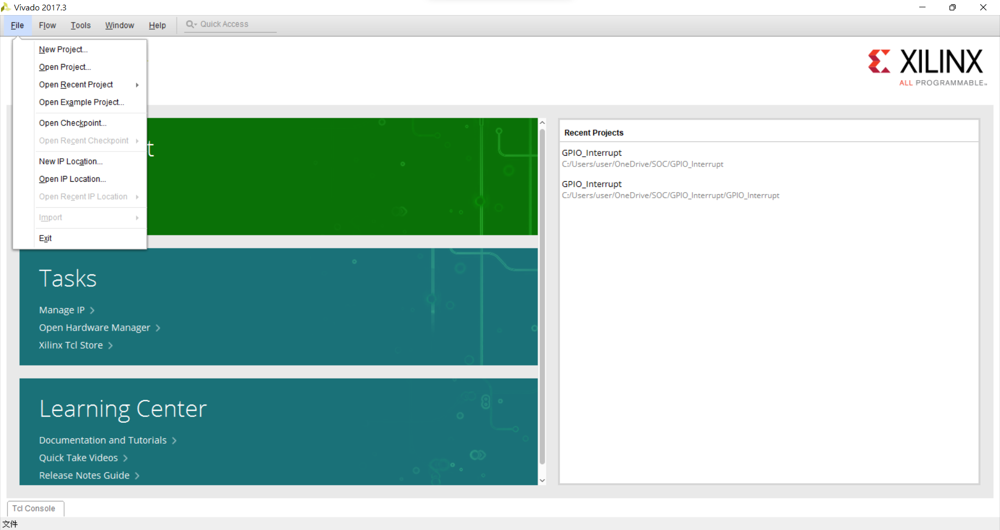 Vivado 2017.3
File Flow Tools Window Help Quick Access
New Project...
Open Project...
Open Recent Project
Open Example Project...
Open Checkpoint...
Open Recent Checkpoint
New IP Location...
Open IP Location...
Open Recent IP Location
Import
Exit
XILINX
ALL PROGRAMMABLE™
t
Tasks
Manage IP
Open Hardware Manager
Xilinx Tcl Store
Learning Center
Documentation and Tutorials
Quick Take Videos
Release Notes Guide
Recent Projects
GPIO_Interrupt
C:/Users/user/OneDrive/SOC/GPIO_Interrupt
GPIO_Interrupt
C:/Users/user/OneDrive/SOC/GPIO_Interrupt/GPIO_Interrupt
Tcl Console
文件